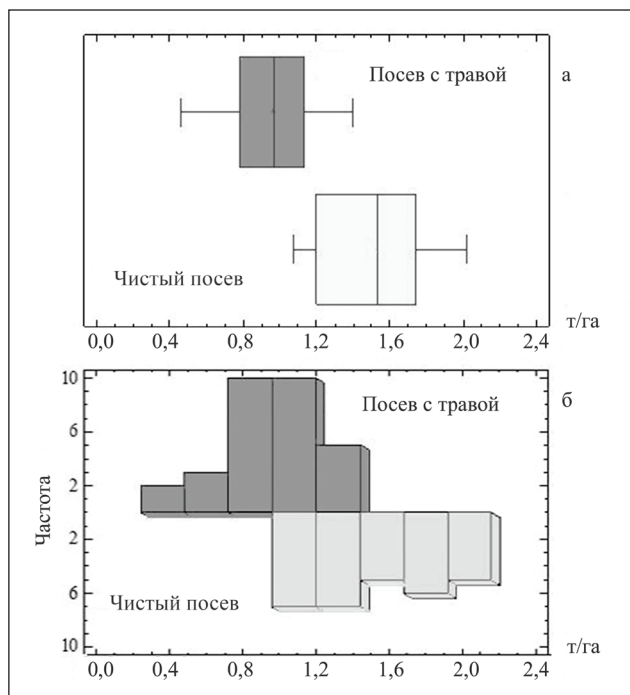 Посев с травой
а
Чистый посев
т/га
0,0 0,4 0,8 1,2 1,6 2,0 2,4
10
Посев с травой
б
6
2
Частота
2
Чистый посев
6
10
т/га
0,0 0,4 0,8 1,2 1,6 2,0 2,4